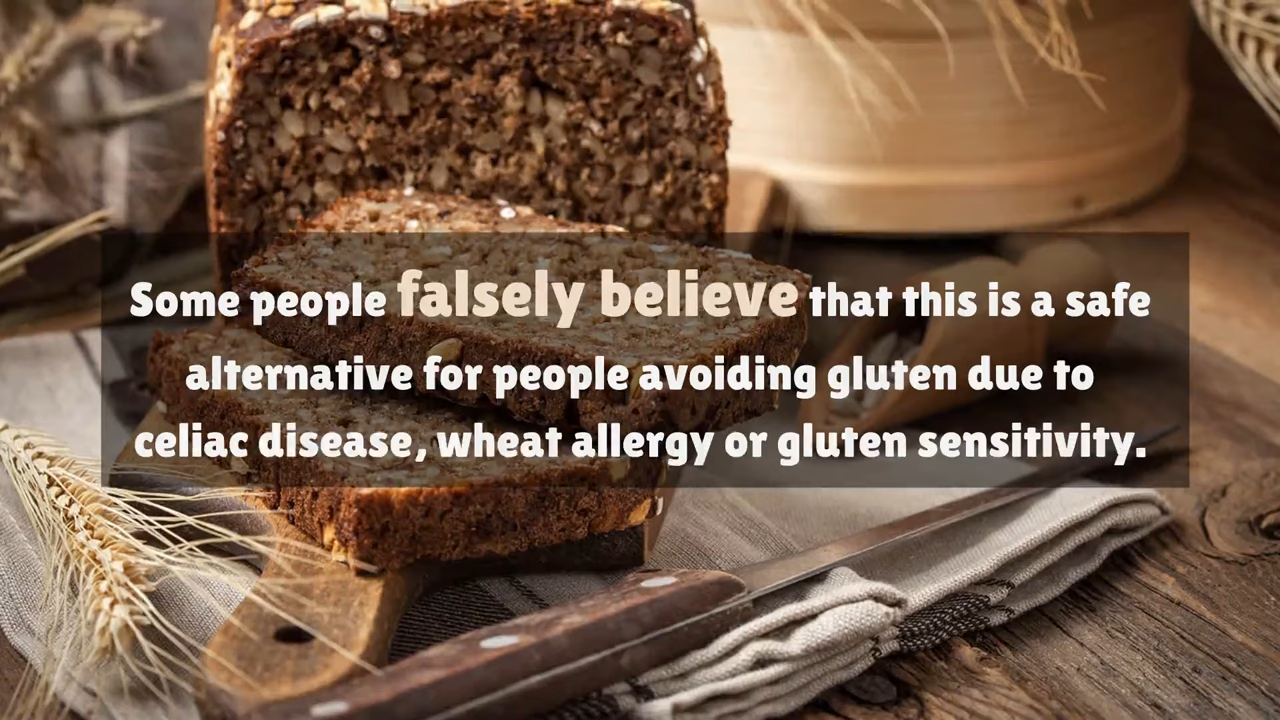 Some people falsely believe that this is a safe
alternative for people avoiding gluten due to
celiac disease, wheat allergy or gluten sensitivity.